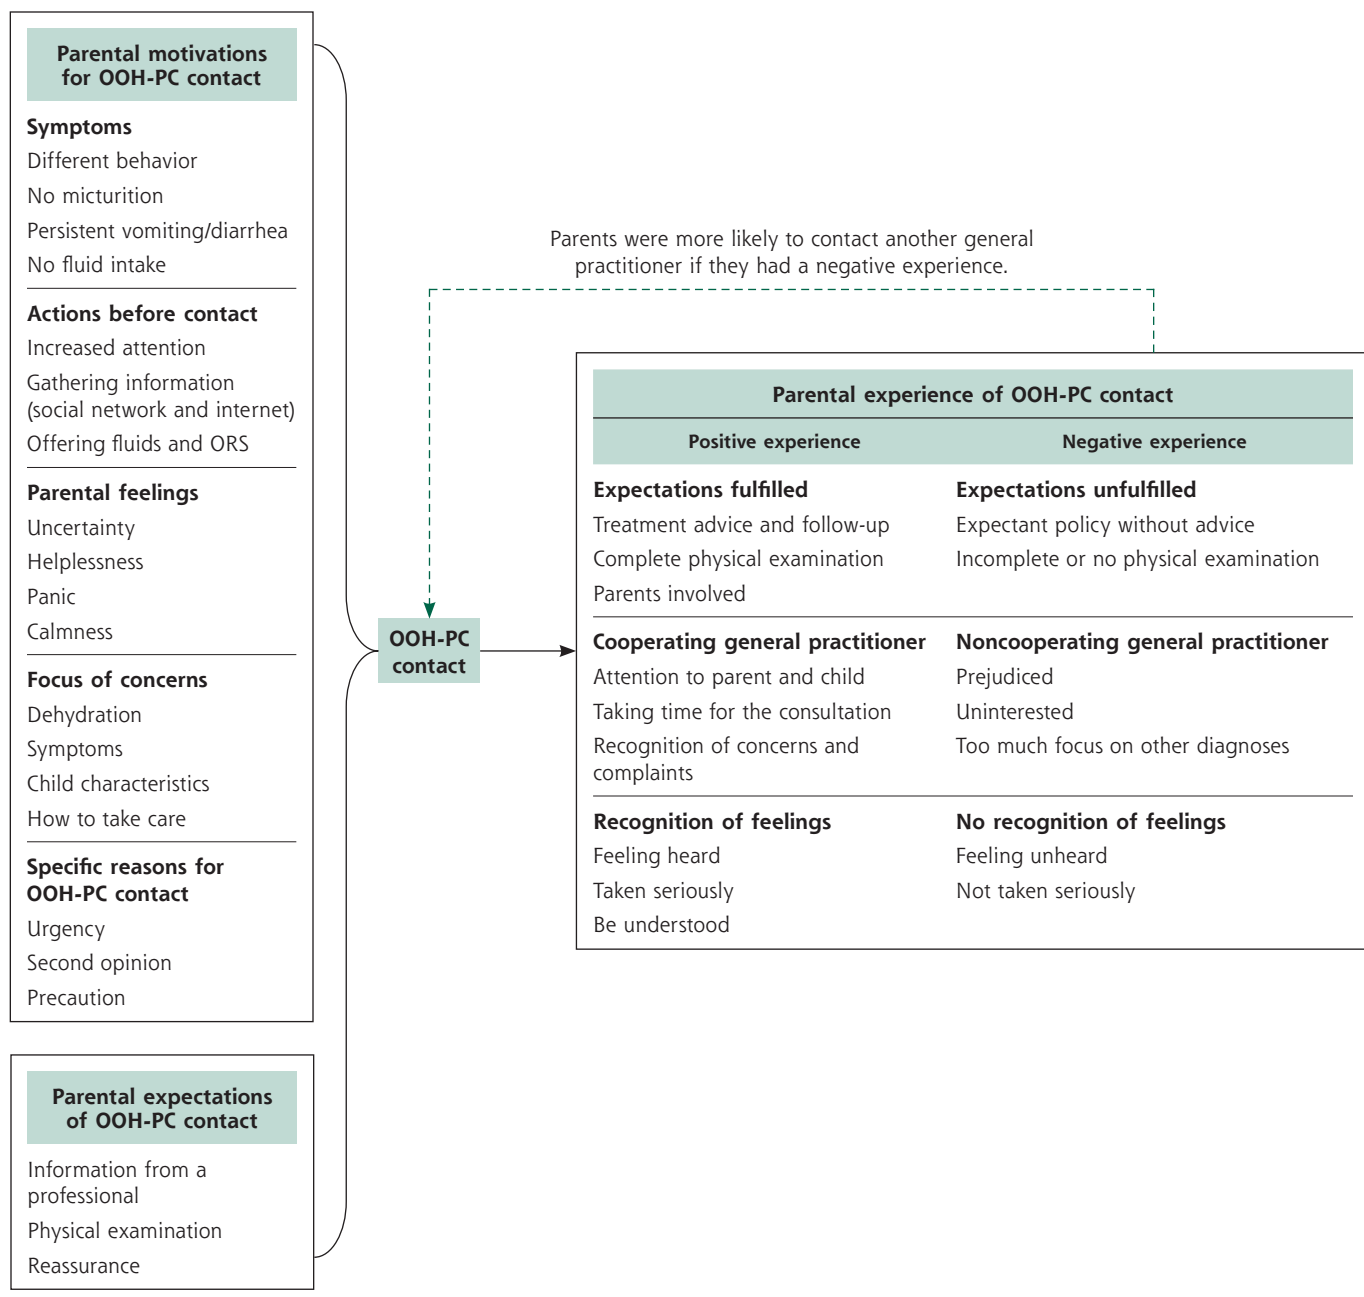 Parental motivations
for OOH-PC contact
Symptoms
Different behavior
No micturition
Persistent vomiting/diarrhea
No fluid intake
Actions before contact
Increased attention
Gathering information
(social network and internet)
Offering fluids and ORS
Parental feelings
Uncertainty
Helplessness
Panic
Calmness
Focus of concerns
Dehydration
Symptoms
Child characteristics
How to take care
Specific reasons for
OOH-PC contact
Urgency
Second opinion
Precaution
Parental expectations
of OOH-PC contact
Information from a
professional
Physical examination
Reassurance
OOH-PC
contact
Parents were more likely to contact another general
practitioner if they had a negative experience.
Parental experience of OOH-PC contact
Positive experience
Negative experience
Expectations fulfilled
Treatment advice and follow-up
Complete physical examination
Parents involved
Expectations unfulfilled
Expectant policy without advice
Incomplete or no physical examination
Cooperating general practitioner
Attention to parent and child
Taking time for the consultation
Recognition of concerns and
complaints
Noncooperating general practitioner
Prejudiced
Uninterested
Too much focus on other diagnoses
Recognition of feelings
Feeling heard
Taken seriously
Be understood
No recognition of feelings
Feeling unheard
Not taken seriously